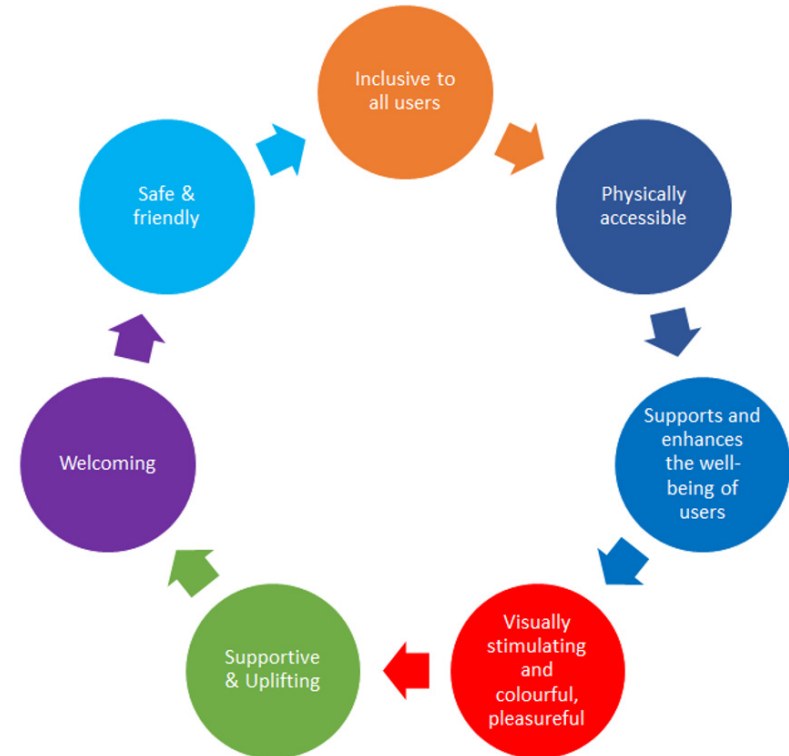 Inclusive to
all users
Physically
accessible
Supports and
enhances
the well-
being of
users
Visually
stimulating
and
colourful,
pleasureful
Supportive
& Uplifting
Welcoming
Safe &
friendly